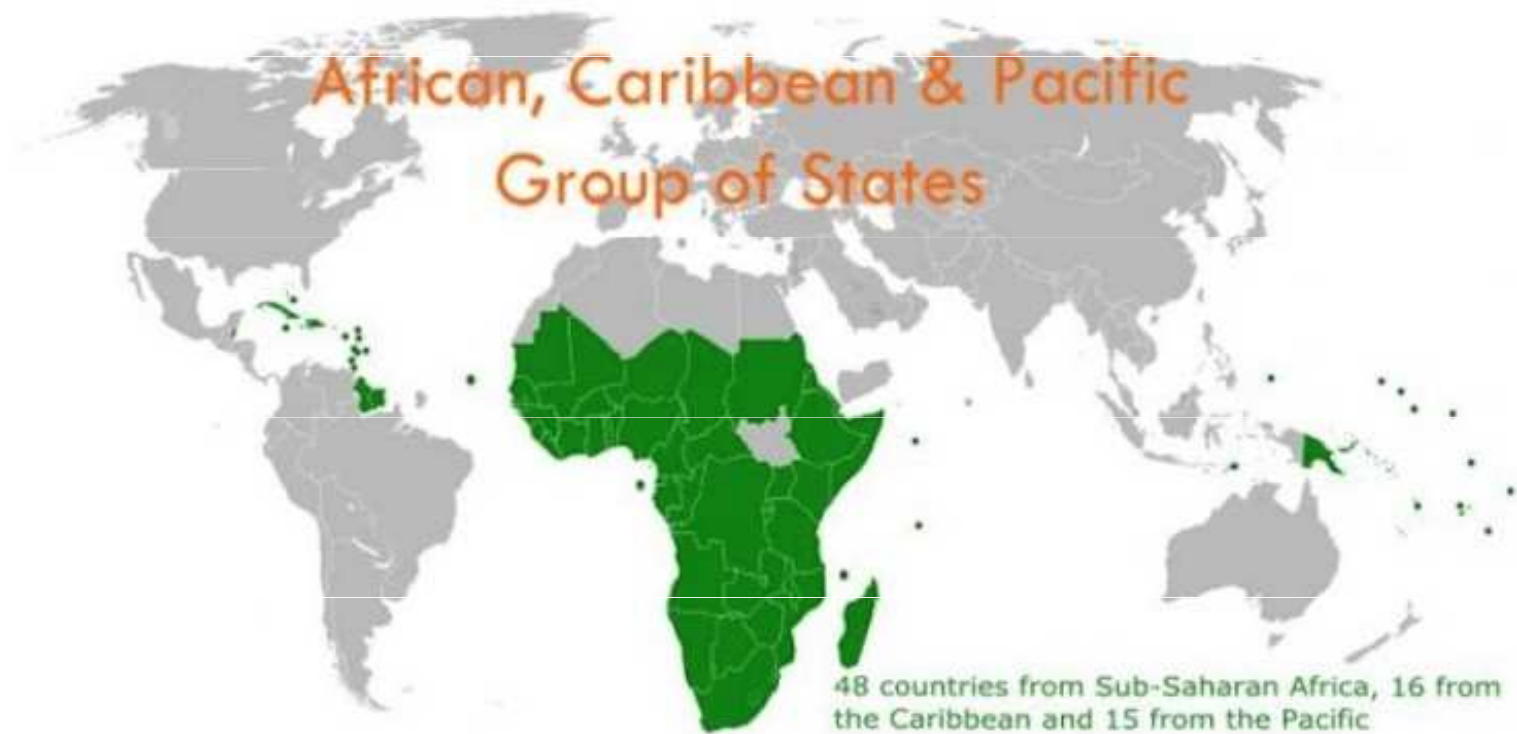 African, Caribbean & Pacific
Group of States
48 countries from Sub-Saharan Africa, 16 from
the Caribbean and 15 from the Pacific